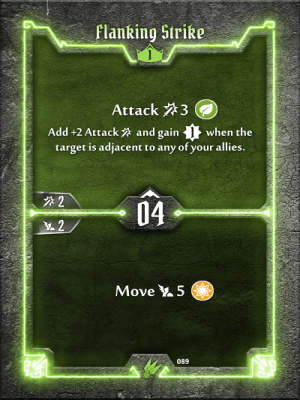 Flanking Strike
1
Attack 3
Add +2 Attack and gain 1 when the
target is adjacent to any of your allies.
2
04
2
Move 5
089